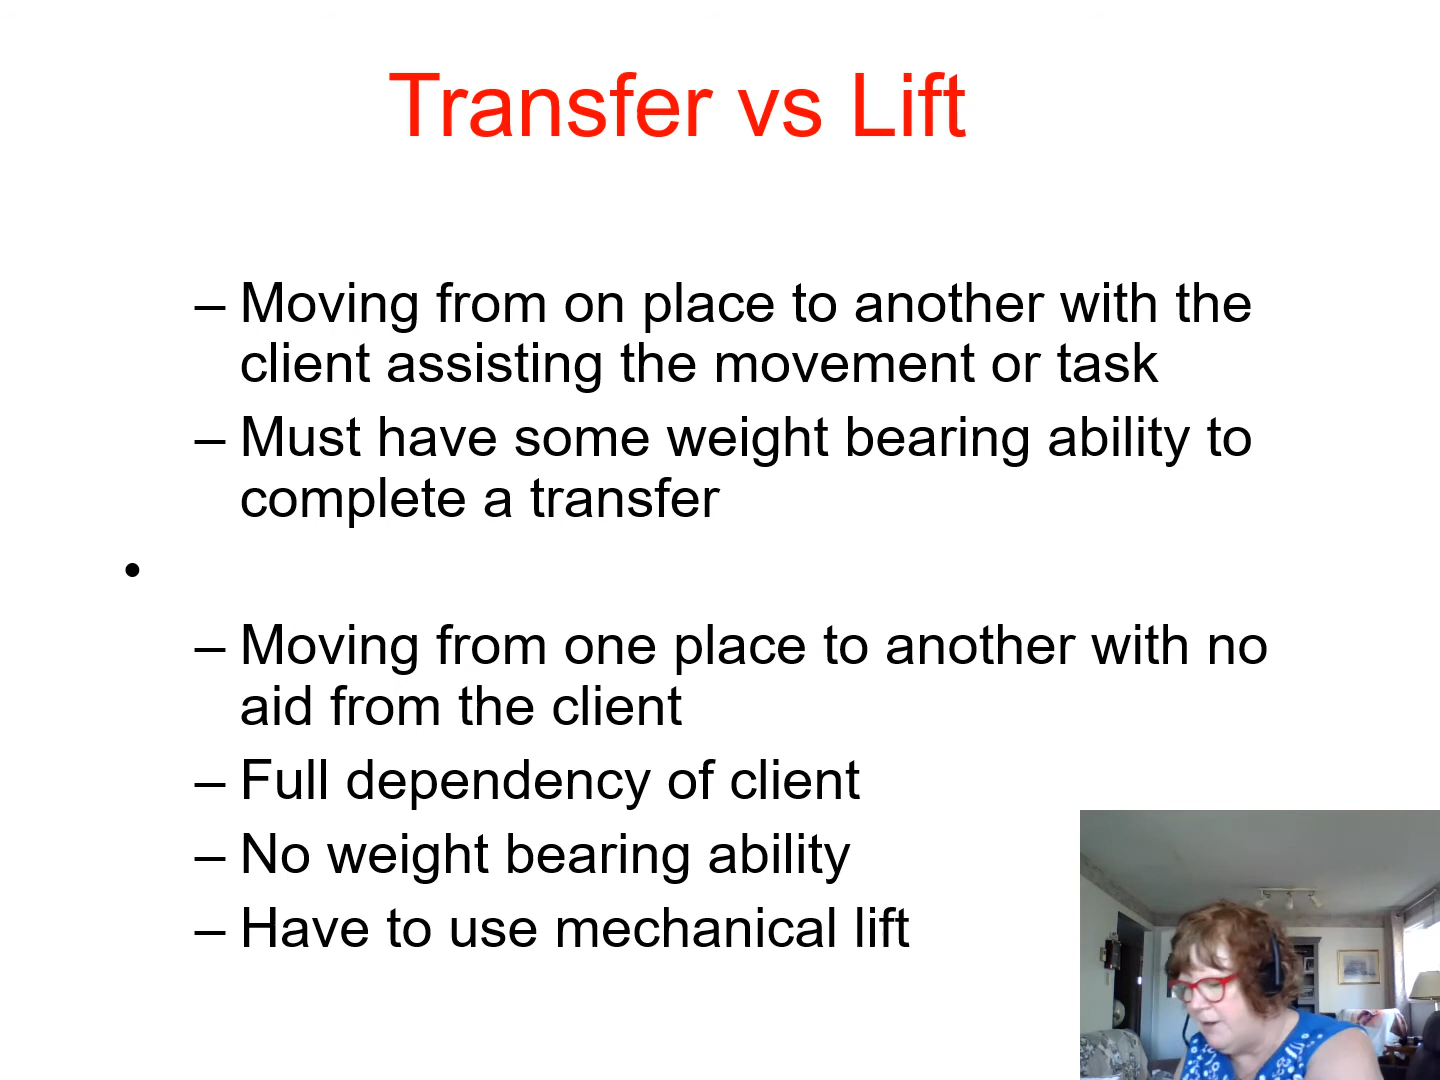 Transfer vs Lift
– Moving from on place to another with the
client assisting the movement or task
– Must have some weight bearing ability to
complete a transfer
•
– Moving from one place to another with no
aid from the client
– Full dependency of client
– No weight bearing ability
– Have to use mechanical lift